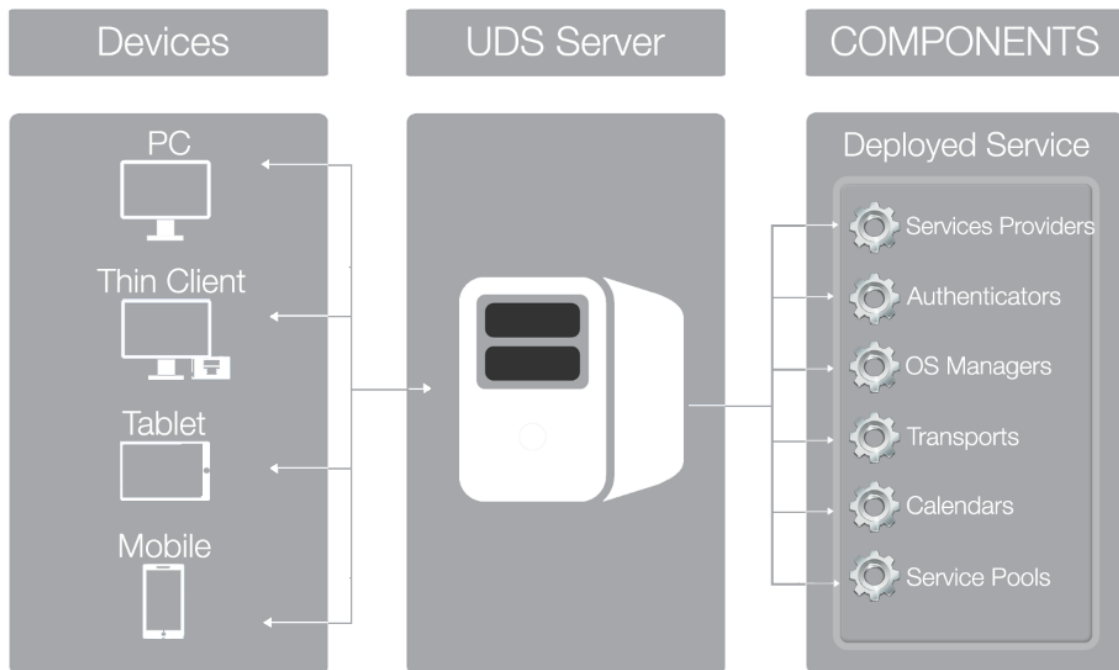 Devices
UDS Server
COMPONENTS
PC
Thin Client
Tablet
Mobile
Deployed Service
Services Providers
Authenticators
OS Managers
Transports
Calendars
Service Pools